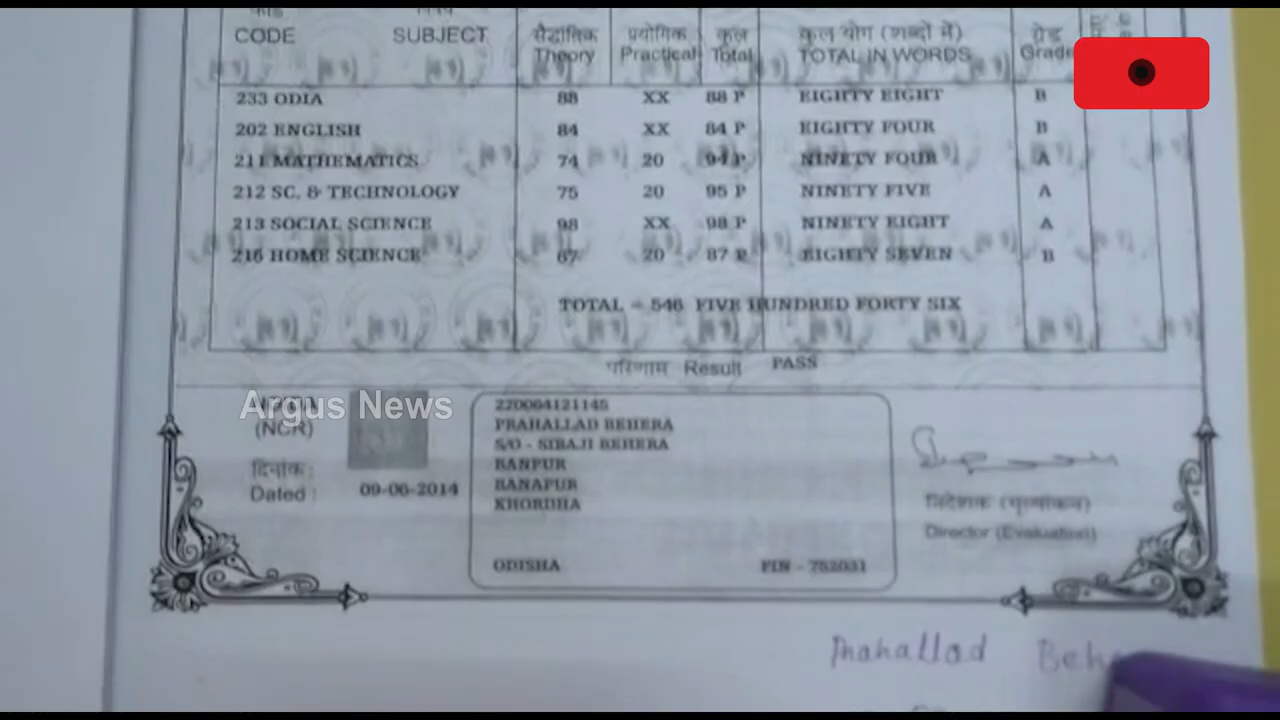 CODE SUBJECT सैद्धांतिक प्रयोगिक कुल कुल योग (शब्दों में) ग्रेड
Theory Practical Total TOTAL IN WORDS Grade
233 ODIA 88 XX 88 P EIGHTY EIGHT B
202 ENGLISH 84 XX 84 P EIGHTY FOUR B
211 MATHEMATICS 74 20 94 P NINETY FOUR A
212 SC. & TECHNOLOGY 75 20 95 P NINETY FIVE A
213 SOCIAL SCIENCE 98 XX 98 P NINETY EIGHT A
216 HOME SCIENCE 67 20 87 P EIGHTY SEVEN B
TOTAL = 546 FIVE HUNDRED FORTY SIX
परिणाम Result PASS
Argus News
(NCR)
दिनांक :
Dated : 09-06-2014
220064121145
PRAHALLAD BEHERA
S/O - SIBAJI BEHERA
BANPUR
BANAPUR
KHORDHA
ODISHA PIN - 752031
निदेशक (मूल्यांकन)
Director (Evaluation)
Prahallad